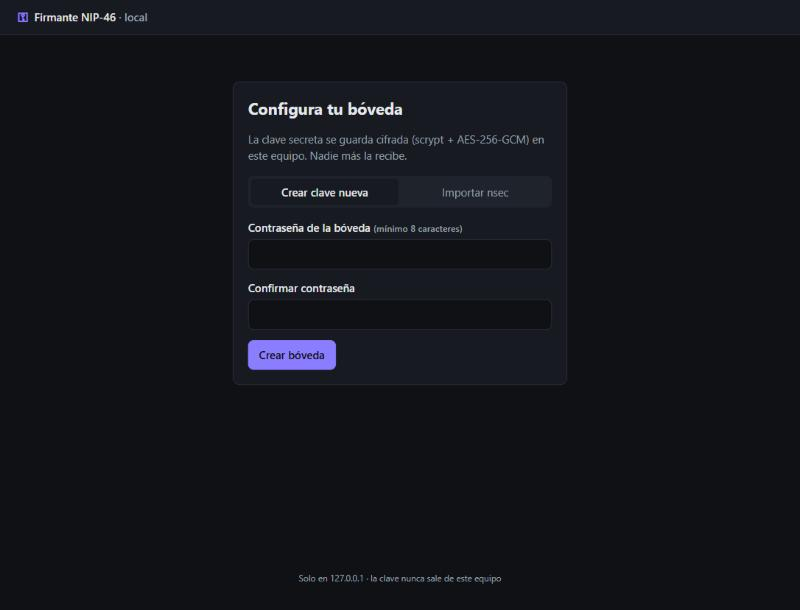 Firmante NIP-46 · local
Configura tu bóveda
La clave secreta se guarda cifrada (scrypt + AES-256-GCM) en
este equipo. Nadie más la recibe.
Crear clave nueva
Importar nsec
Contraseña de la bóveda (mínimo 8 caracteres)
Confirmar contraseña
Crear bóveda
Solo en 127.0.0.1 · la clave nunca sale de este equipo